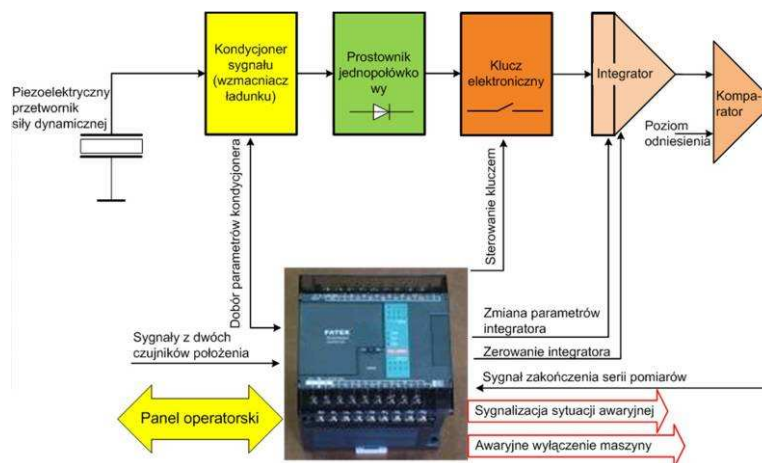 Piezoelektryczny
przetwornik
siły dynamicznej
Kondycjoner
sygnału
(wzmacniacz
ładunku)
Prostownik
jednopołówko
wy
Klucz
elektroniczny
Integrator
Kompa-
rator
Poziom
odniesienia
Dobór parametrów kondycjonera
Sterowanie kluczem
Zmiana parametrów
integratora
Zerowanie integratora
Sygnały z dwóch
czujników położenia
Sygnał zakończenia serii pomiarów
Panel operatorski
FATEK
Sygnalizacja sytuacji awaryjnej
Awaryjne wyłączenie maszyny